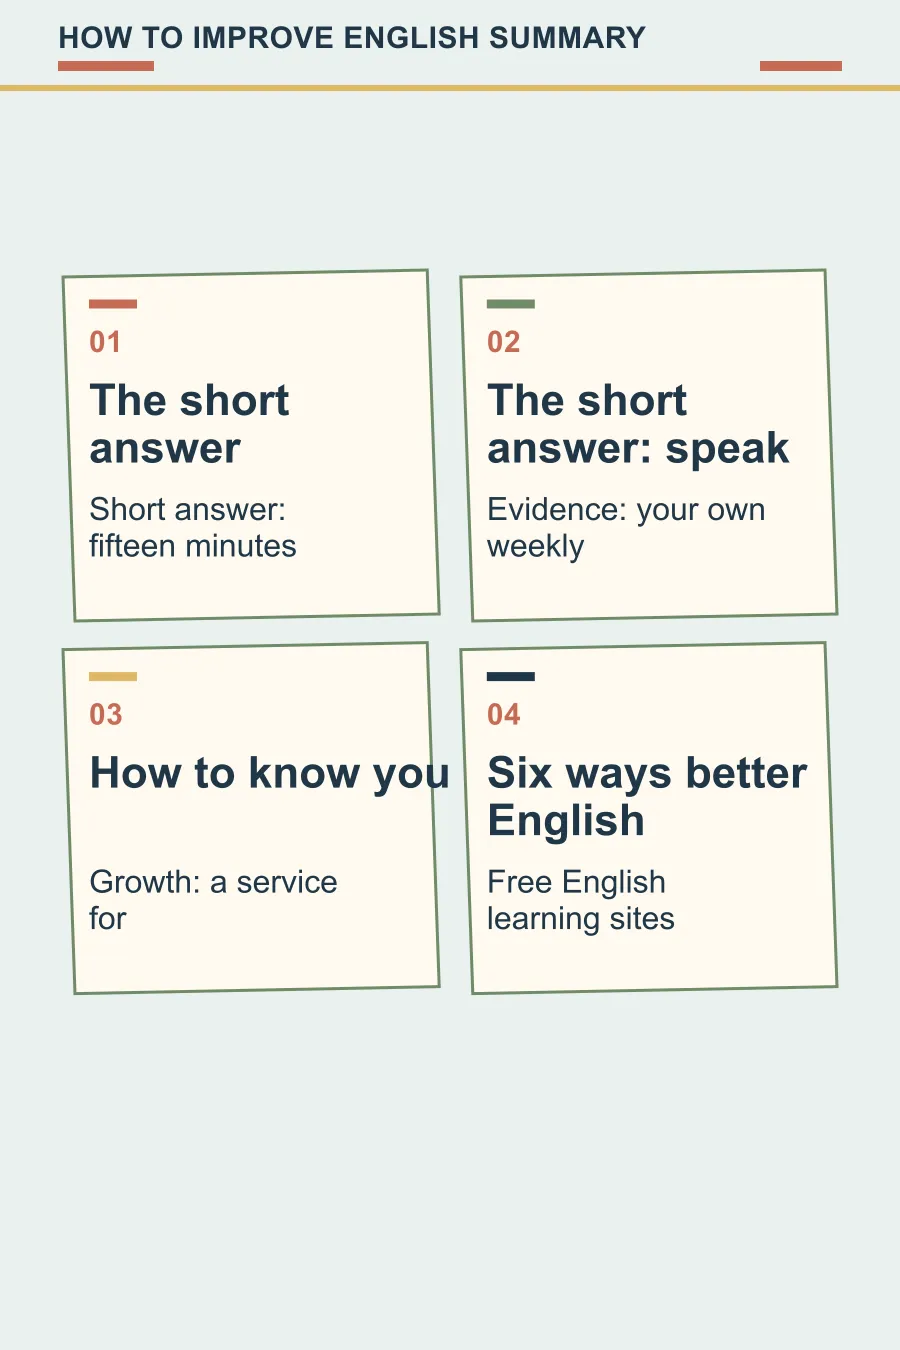 HOW TO IMPROVE ENGLISH SUMMARY
01
The short
answer
Short answer:
fifteen minutes
02
The short
answer: speak
Evidence: your own
weekly
03
How to know you
Growth: a service
for
04
Six ways better
English
Free English
learning sites